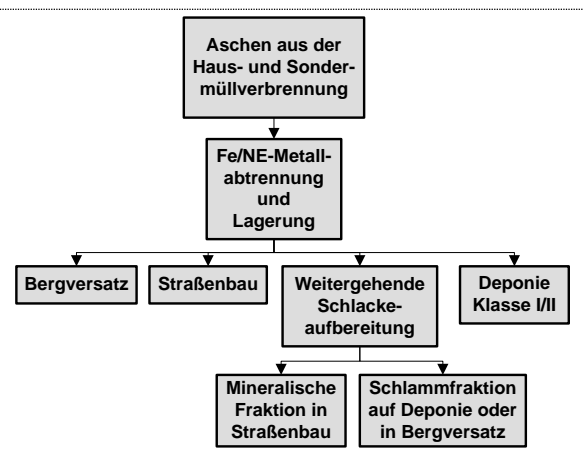 Aschen aus der
Haus- und Sonder-
müllverbrennung
Fe/NE-Metall-
abtrennung
und
Lagerung
Bergversatz
Straßenbau
Weitergehende
Schlacke-
aufbereitung
Deponie
Klasse I/II
Mineralische
Fraktion in
Straßenbau
Schlammfraktion
auf Deponie oder
in Bergversatz